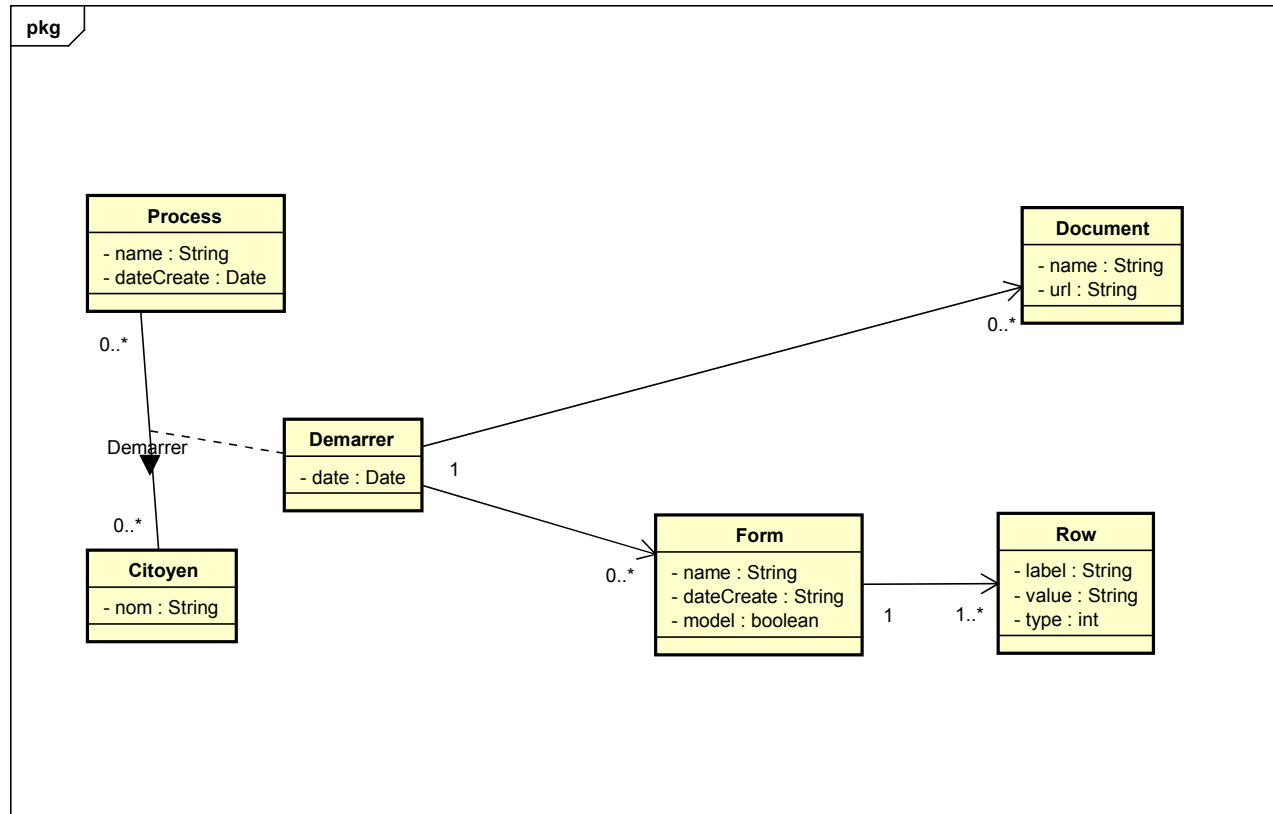 pkg
Process
- name : String
- dateCreate : Date
0..*
Demarrer
0..*
Citoyen
- nom : String
Demarrer
- date : Date
1
0..*
Document
- name : String
- url : String
0..*
Form
- name : String
- dateCreate : String
- model : boolean
1
1..*
Row
- label : String
- value : String
- type : int